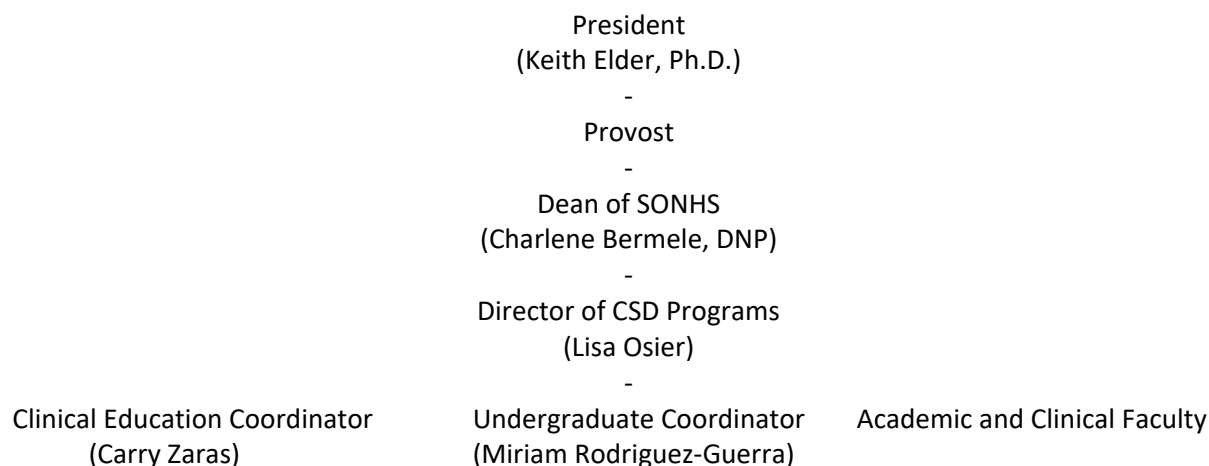 President
(Keith Elder, Ph.D.)
-
Provost
-
Dean of SONHS
(Charlene Bermele, DNP)
-
Director of CSD Programs
(Lisa Osier)
-
Clinical Education Coordinator Undergraduate Coordinator Academic and Clinical Faculty
(Carry Zaras) (Miriam Rodriguez-Guerra)